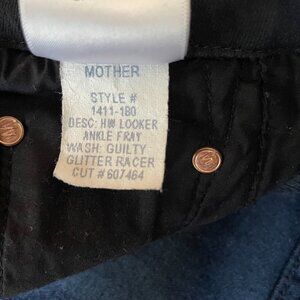 MOTHER
STYLE #
1411-180
DESC: HW LOOKER
ANKLE FRAY
WASH: GUILTY
GLITTER RACER
CUT # 607464